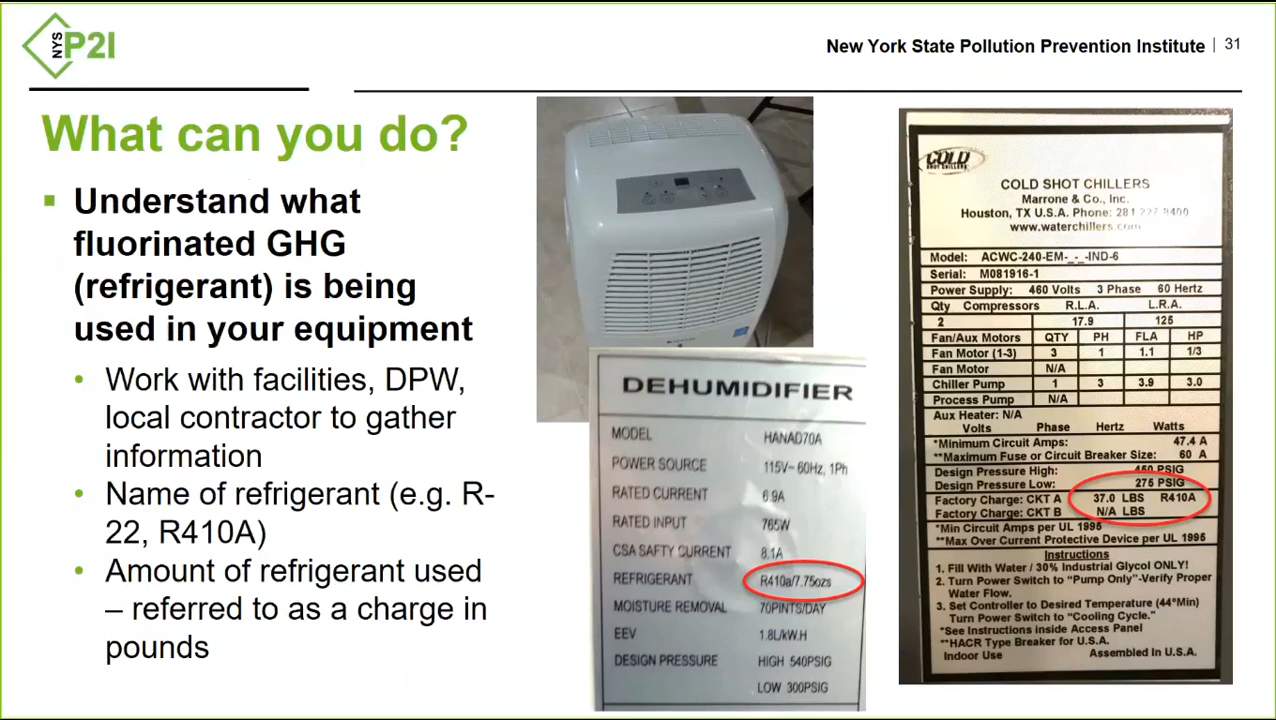 NYS P2I
New York State Pollution Prevention Institute | 31
What can you do?
Understand what
fluorinated GHG
(refrigerant) is being
used in your equipment
• Work with facilities, DPW,
local contractor to gather
information
• Name of refrigerant (e.g. R-
22, R410A)
• Amount of refrigerant used
– referred to as a charge in
pounds
DEHUMIDIFIER
MODEL HANAD70A
POWER SOURCE 115V~ 60Hz, 1Ph
RATED CURRENT 6.9A
RATED INPUT 765W
CSA SAFTY CURRENT 8.1A
REFRIGERANT R410a/7.75ozs
MOISTURE REMOVAL 70PINTS/DAY
EEV 1.8L/kW.H
DESIGN PRESSURE HIGH 540PSIG
LOW 300PSIG
COLD
SHOT CHILLERS
COLD SHOT CHILLERS
Marrone & Co., Inc.
Houston, TX U.S.A. Phone: 281 227-8400
www.waterchillers.com
Model: ACWC-240-EM-_-_-IND-6
Serial: M081916-1
Power Supply: 460 Volts 3 Phase 60 Hertz
Qty Compressors R.L.A. L.R.A.
2 17.9 125
Fan/Aux Motors QTY PH FLA HP
Fan Motor (1-3) 3 1 1.1 1/3
Fan Motor N/A
Chiller Pump 1 3 3.9 3.0
Process Pump N/A
Aux Heater: N/A
Volts Phase Hertz Watts
*Minimum Circuit Amps: 47.4 A
**Maximum Fuse or Circuit Breaker Size: 60 A
Design Pressure High: 450 PSIG
Design Pressure Low: 275 PSIG
Factory Charge: CKT A 37.0 LBS R410A
Factory Charge: CKT B N/A LBS
*Min Circuit Amps per UL 1995
**Max Over Current Protective Device per UL 1995
Instructions
1. Fill With Water / 30% Industrial Glycol ONLY!
2. Turn Power Switch to "Pump Only"-Verify Proper
Water Flow.
3. Set Controller to Desired Temperature (44°Min)
Turn Power Switch to "Cooling Cycle."
*See Instructions inside Access Panel
**HACR Type Breaker for U.S.A.
Indoor Use Assembled In U.S.A.